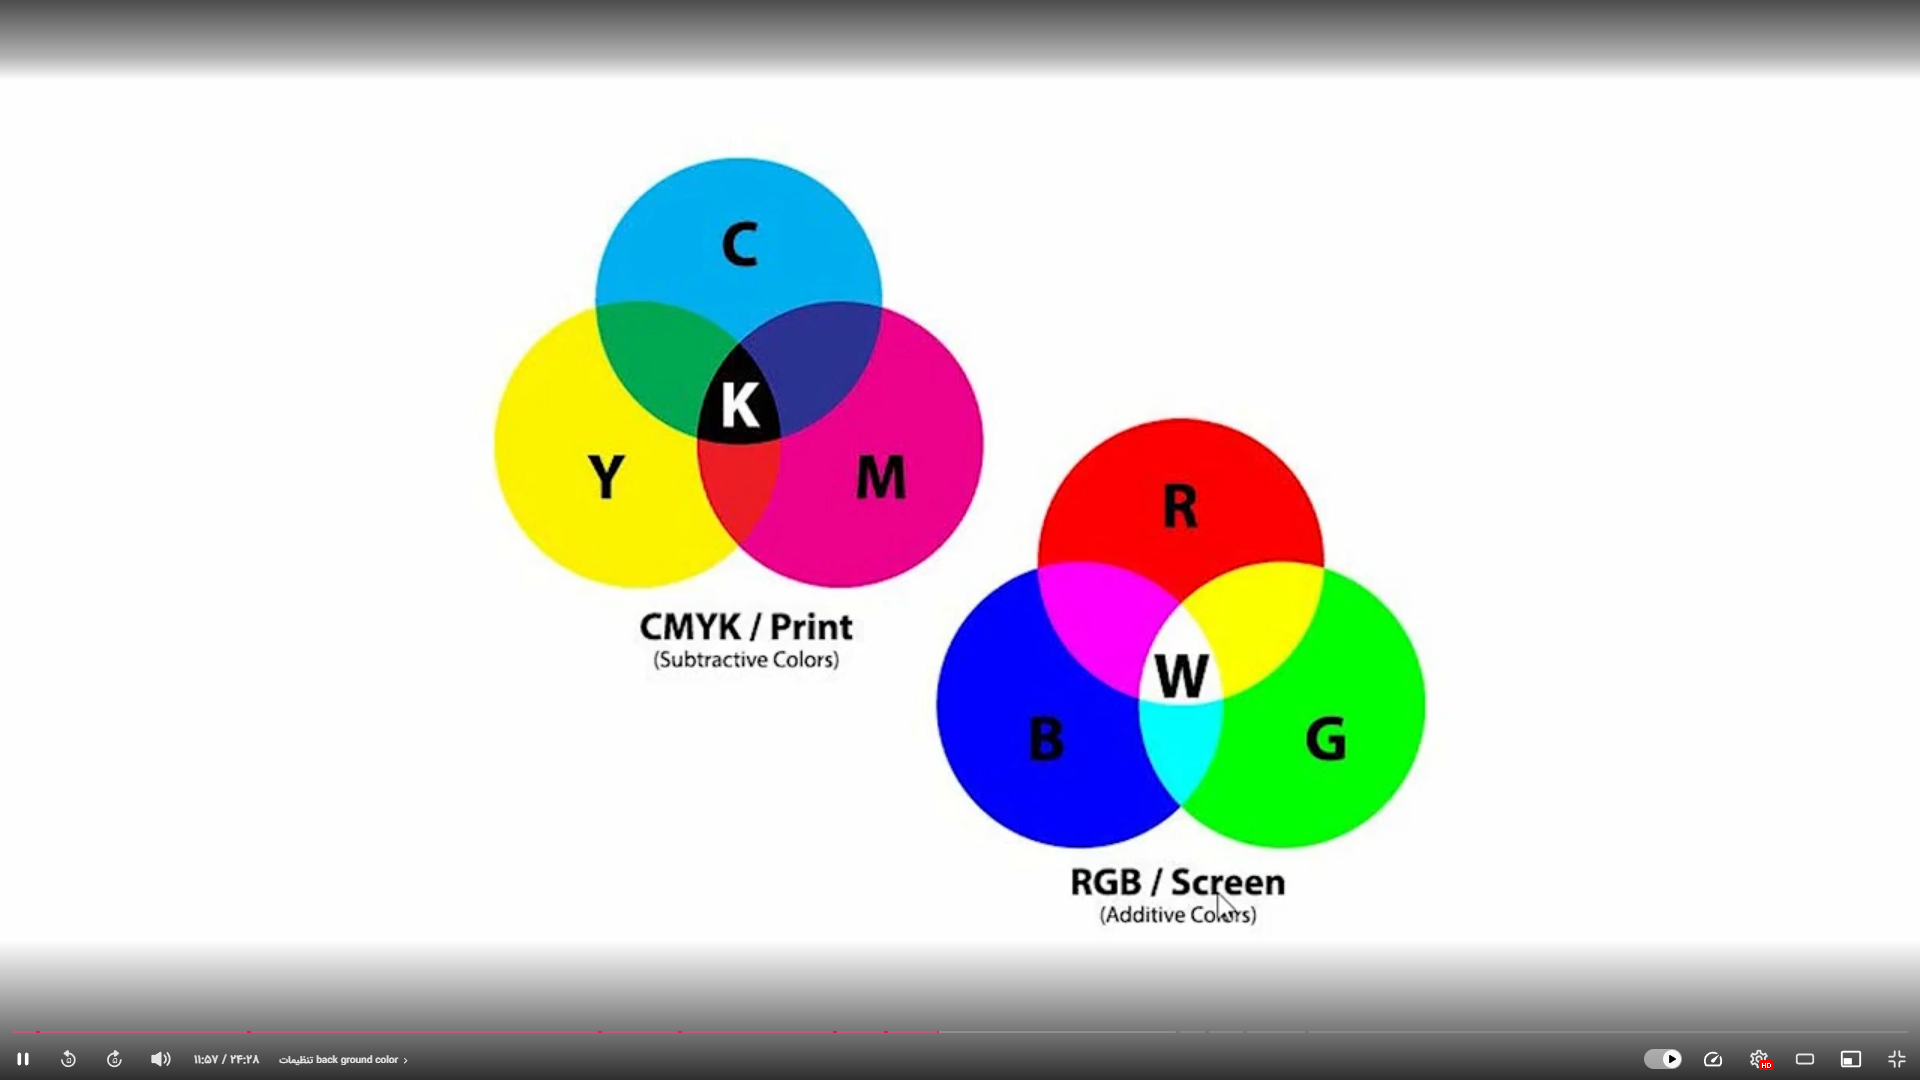 C
K
Y
M
CMYK / Print
(Subtractive Colors)
R
W
B
G
RGB / Screen
(Additive Colors)
۱۱:۵۷ / ۲۴:۲۸
تنظیمات back ground color
HD